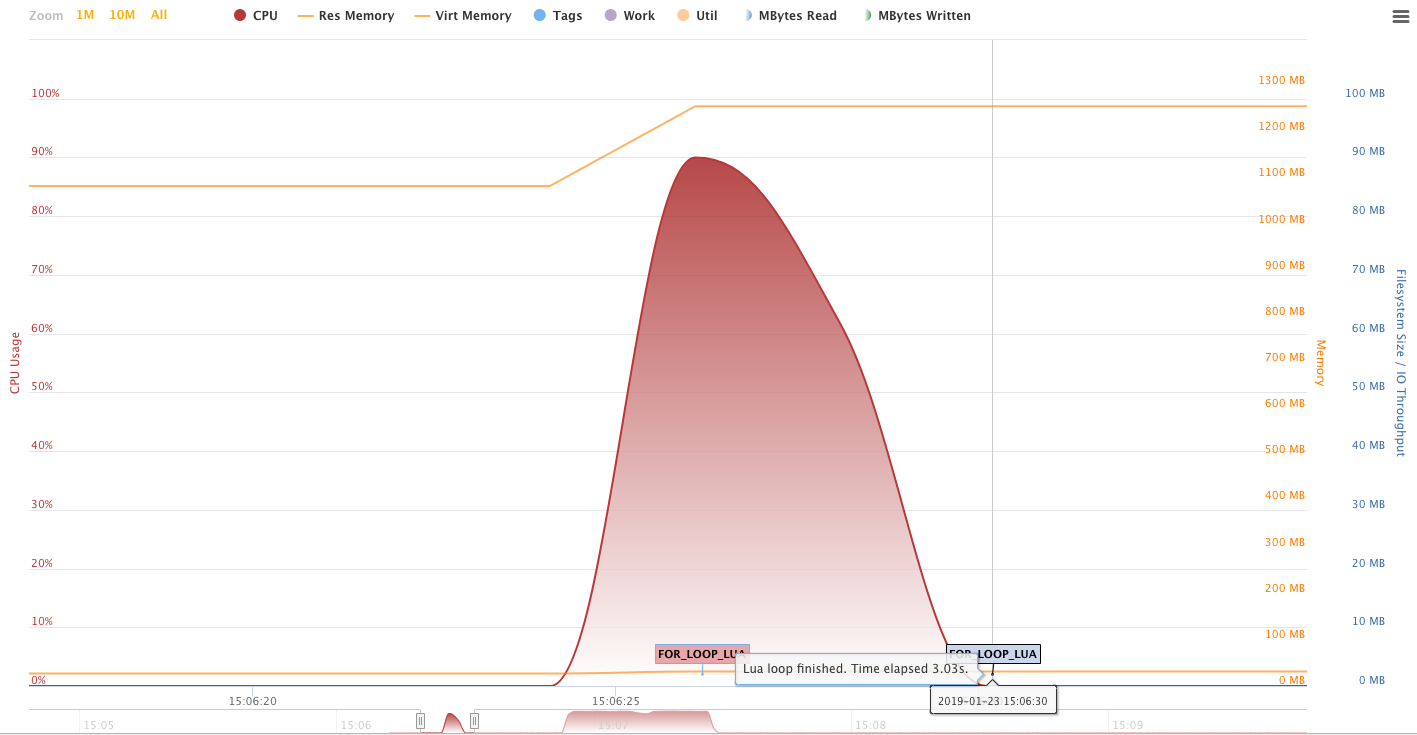 Zoom 1M 10M All CPU Res Memory Virt Memory Tags Work Util MBytes Read MBytes Written
1300 MB
100% 100 MB
1200 MB
90% 90 MB
1100 MB
80% 80 MB
1000 MB
70% 70 MB
900 MB
800 MB
60% 60 MB
700 MB
50% 50 MB
600 MB
500 MB
40% 40 MB
400 MB
30% 30 MB
300 MB
20% 20 MB
200 MB
10% 10 MB
100 MB
0% 0 MB 0 MB
CPU Usage
Memory
Filesystem Size / IO Throughput
FOR_LOOP_LUA FOR_LOOP_LUA
Lua loop finished. Time elapsed 3.03s.
15:06:20 15:06:25
2019-01-23 15:06:30
15:05 15:06 15:07 15:08 15:09